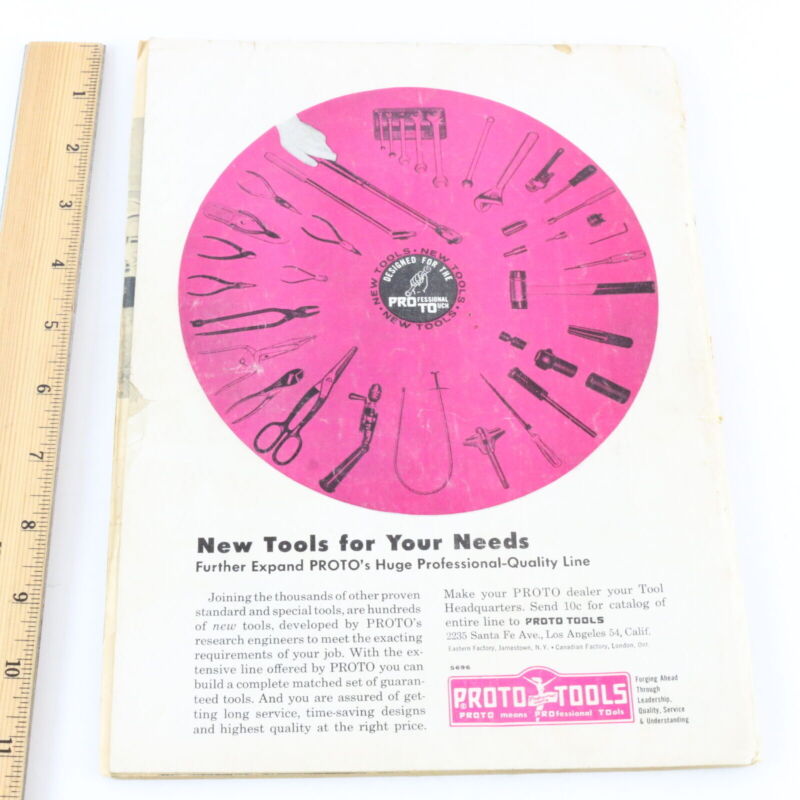 1
2
3
4
5
6
7
8
9
10
11
NEW TOOLS • NEW TOOLS • NEW TOOLS •
DESIGNED FOR THE
PROFESSIONAL
TOUCH
New Tools for Your Needs
Further Expand PROTO's Huge Professional-Quality Line
Joining the thousands of other proven
standard and special tools, are hundreds
of new tools, developed by PROTO's
research engineers to meet the exacting
requirements of your job. With the ex-
tensive line offered by PROTO you can
build a complete matched set of guaran-
teed tools. And you are assured of get-
ting long service, time-saving designs
and highest quality at the right price.
Make your PROTO dealer your Tool
Headquarters. Send 10c for catalog of
entire line to PROTO TOOLS
2235 Santa Fe Ave., Los Angeles 54, Calif.
Eastern Factory, Jamestown, N.Y. • Canadian Factory, London, Ont.
5696
PROTO TOOLS
PROTO means PROfessional TOols
Forging Ahead
Through
Leadership,
Quality, Service
& Understanding